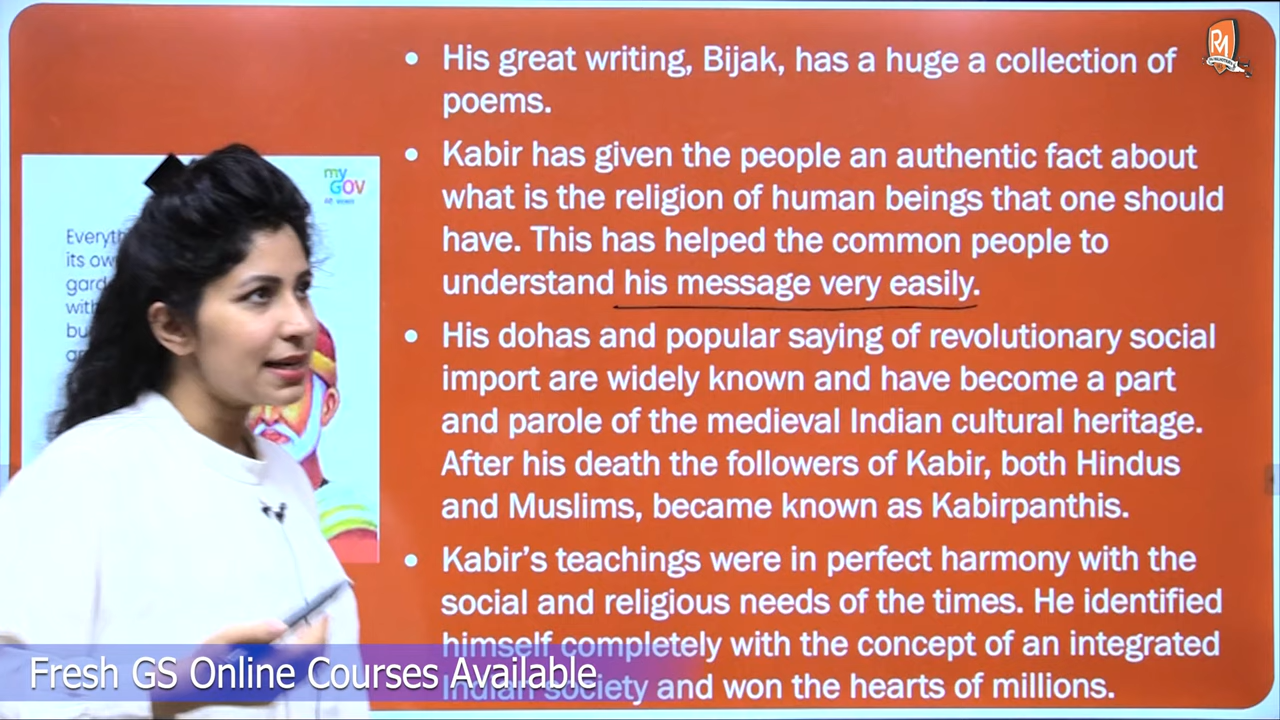 • His great writing, Bijak, has a huge a collection of
poems.
• Kabir has given the people an authentic fact about
what is the religion of human beings that one should
have. This has helped the common people to
understand his message very easily.
• His dohas and popular saying of revolutionary social
import are widely known and have become a part
and parole of the medieval Indian cultural heritage.
After his death the followers of Kabir, both Hindus
and Muslims, became known as Kabirpanthis.
• Kabir's teachings were in perfect harmony with the
social and religious needs of the times. He identified
himself completely with the concept of an integrated
Indian society and won the hearts of millions.
my
GOV
मेरी सरकार
its
Fresh GS Online Courses Available